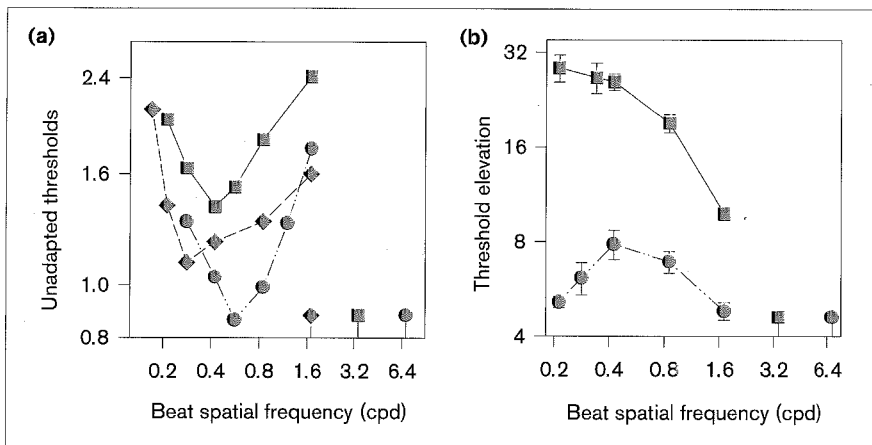 (a)
2.4
1.6
1.0
0.8
Unadapted thresholds
0.2 0.4 0.8 1.6 3.2 6.4
Beat spatial frequency (cpd)
(b)
32
16
8
4
Threshold elevation
0.2 0.4 0.8 1.6 3.2 6.4
Beat spatial frequency (cpd)